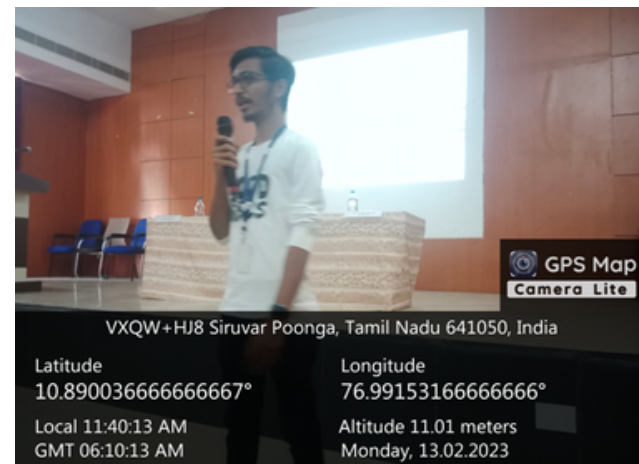 GPS Map
Camera Lite
VXQW+HJ8 Siruvar Poonga, Tamil Nadu 641050, India
Latitude
10.890036666666667°
Longitude
76.99153166666666°
Local 11:40:13 AM
GMT 06:10:13 AM
Altitude 11.01 meters
Monday, 13.02.2023